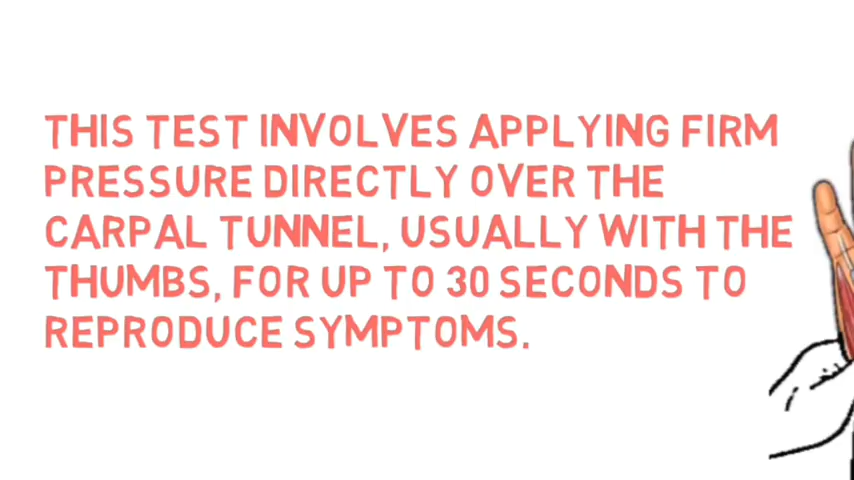 THIS TEST INVOLVES APPLYING FIRM
PRESSURE DIRECTLY OVER THE
CARPAL TUNNEL, USUALLY WITH THE
THUMBS, FOR UP TO 30 SECONDS TO
REPRODUCE SYMPTOMS.